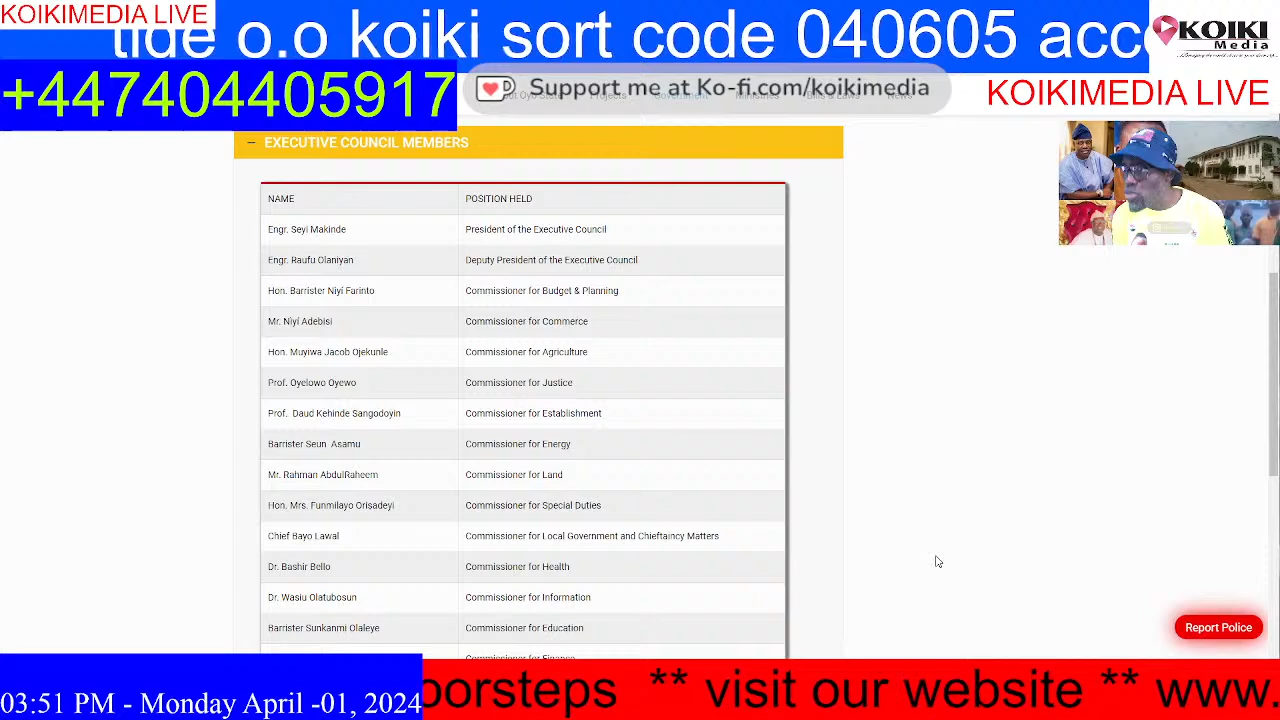 KOIKIMEDIA LIVE
tide o.o koiki sort code 040605 acc
KOIKI
Media
+447404405917
Support me at Ko-fi.com/koikimedia
KOIKIMEDIA LIVE
− EXECUTIVE COUNCIL MEMBERS
NAME POSITION HELD
Engr. Seyi Makinde President of the Executive Council
Engr. Raufu Olaniyan Deputy President of the Executive Council
Hon. Barrister Niyi Farinto Commissioner for Budget & Planning
Mr. Niyi Adebisi Commissioner for Commerce
Hon. Muyiwa Jacob Ojekunle Commissioner for Agriculture
Prof. Oyelowo Oyewo Commissioner for Justice
Prof. Daud Kehinde Sangodoyin Commissioner for Establishment
Barrister Seun Asamu Commissioner for Energy
Mr. Rahman AbdulRaheem Commissioner for Land
Hon. Mrs. Funmilayo Orisadeyi Commissioner for Special Duties
Chief Bayo Lawal Commissioner for Local Government and Chieftaincy Matters
Dr. Bashir Bello Commissioner for Health
Dr. Wasiu Olatubosun Commissioner for Information
Barrister Sunkanmi Olaleye Commissioner for Education
Commissioner for Finance
Report Police
03:51 PM - Monday April -01, 2024
oorsteps ** visit our website ** www.